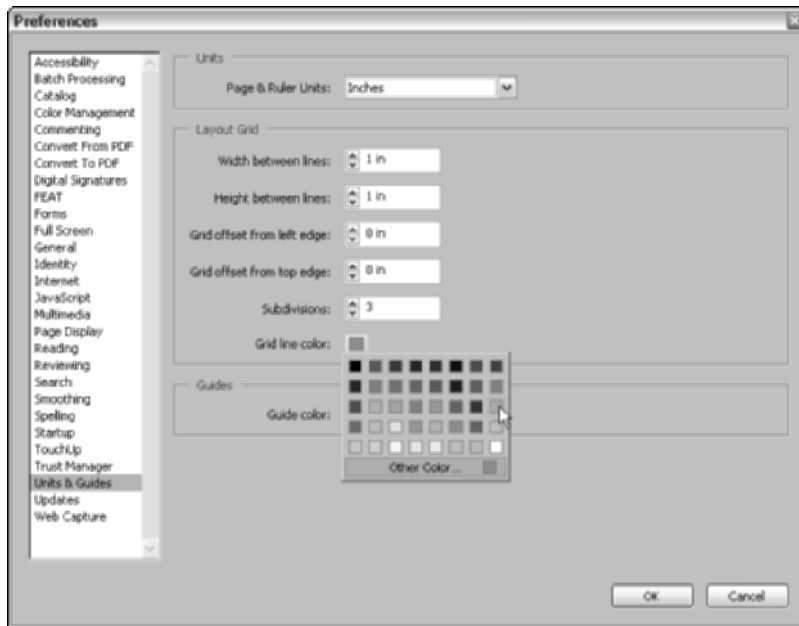 Preferences
Accessibility
Batch Processing
Catalog
Color Management
Commenting
Convert From PDF
Convert To PDF
Digital Signatures
FEAT
Forms
Full Screen
General
Identity
Internet
JavaScript
Multimedia
Page Display
Reading
Reviewing
Search
Smoothing
Spelling
Startup
TouchUp
Trust Manager
Units & Guides
Updates
Web Capture
Units
Page & Ruler Units: Inches
Layout Grid
Width between lines: 1 in
Height between lines: 1 in
Grid offset from left edge: 0 in
Grid offset from top edge: 0 in
Subdivisions: 3
Grid line color:
Guides
Guide color:
Other Color...
OK Cancel